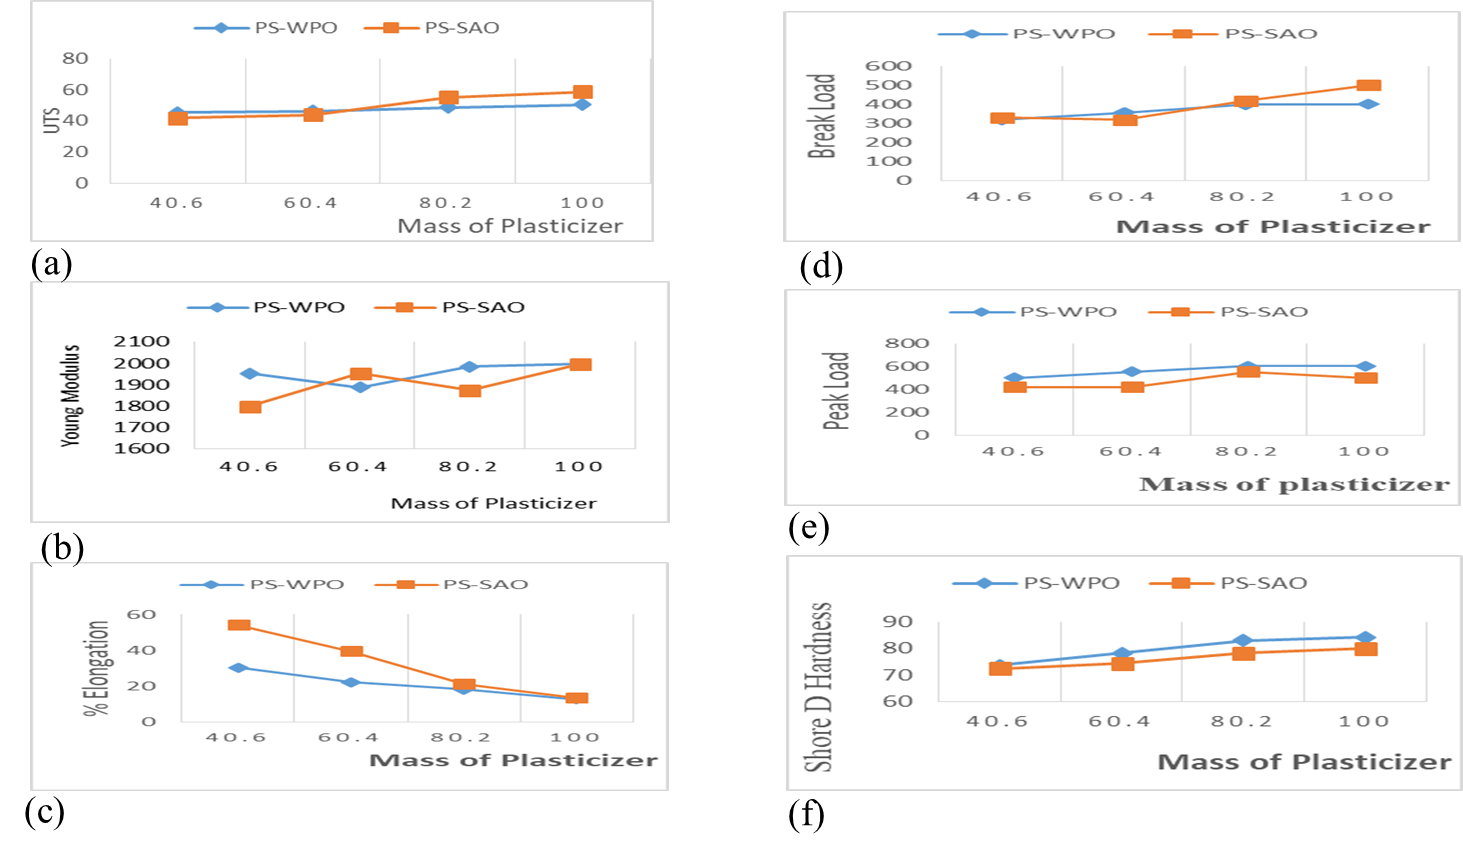 PS-WPO PS-SAO
80
60
40
20
0
UTS
40.6 60.4 80.2 100
Mass of Plasticizer
(a)
PS-WPO PS-SAO
2100
2000
1900
1800
1700
1600
Young Modulus
40.6 60.4 80.2 100
Mass of Plasticizer
(b)
PS-WPO PS-SAO
60
40
20
0
% Elongation
40.6 60.4 80.2 100
Mass of Plasticizer
(c)
PS-WPO PS-SAO
600
500
400
300
200
100
0
Break Load
40.6 60.4 80.2 100
Mass of Plasticizer
(d)
PS-WPO PS-SAO
800
600
400
200
0
Peak Load
40.6 60.4 80.2 100
Mass of plasticizer
(e)
PS-WPO PS-SAO
90
80
70
60
Shore D Hardness
40.6 60.4 80.2 100
Mass of Plasticizer
(f)